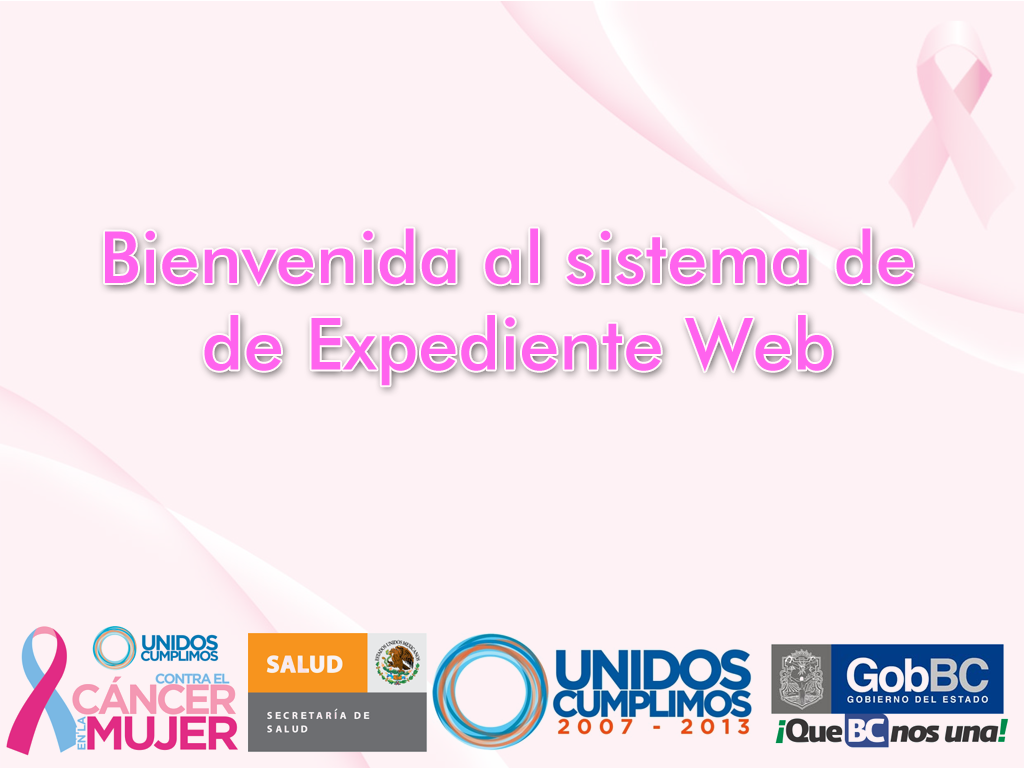 Bienvenida al sistema de
de Expediente Web
UNIDOS
CUMPLIMOS
CONTRA EL
CÁNCER
EN LA
MUJER
SALUD
ESTADOS UNIDOS MEXICANOS
SECRETARÍA DE
SALUD
UNIDOS
CUMPLIMOS
2007 - 2013
GobBC
GOBIERNO DEL ESTADO
¡Que BC nos una!